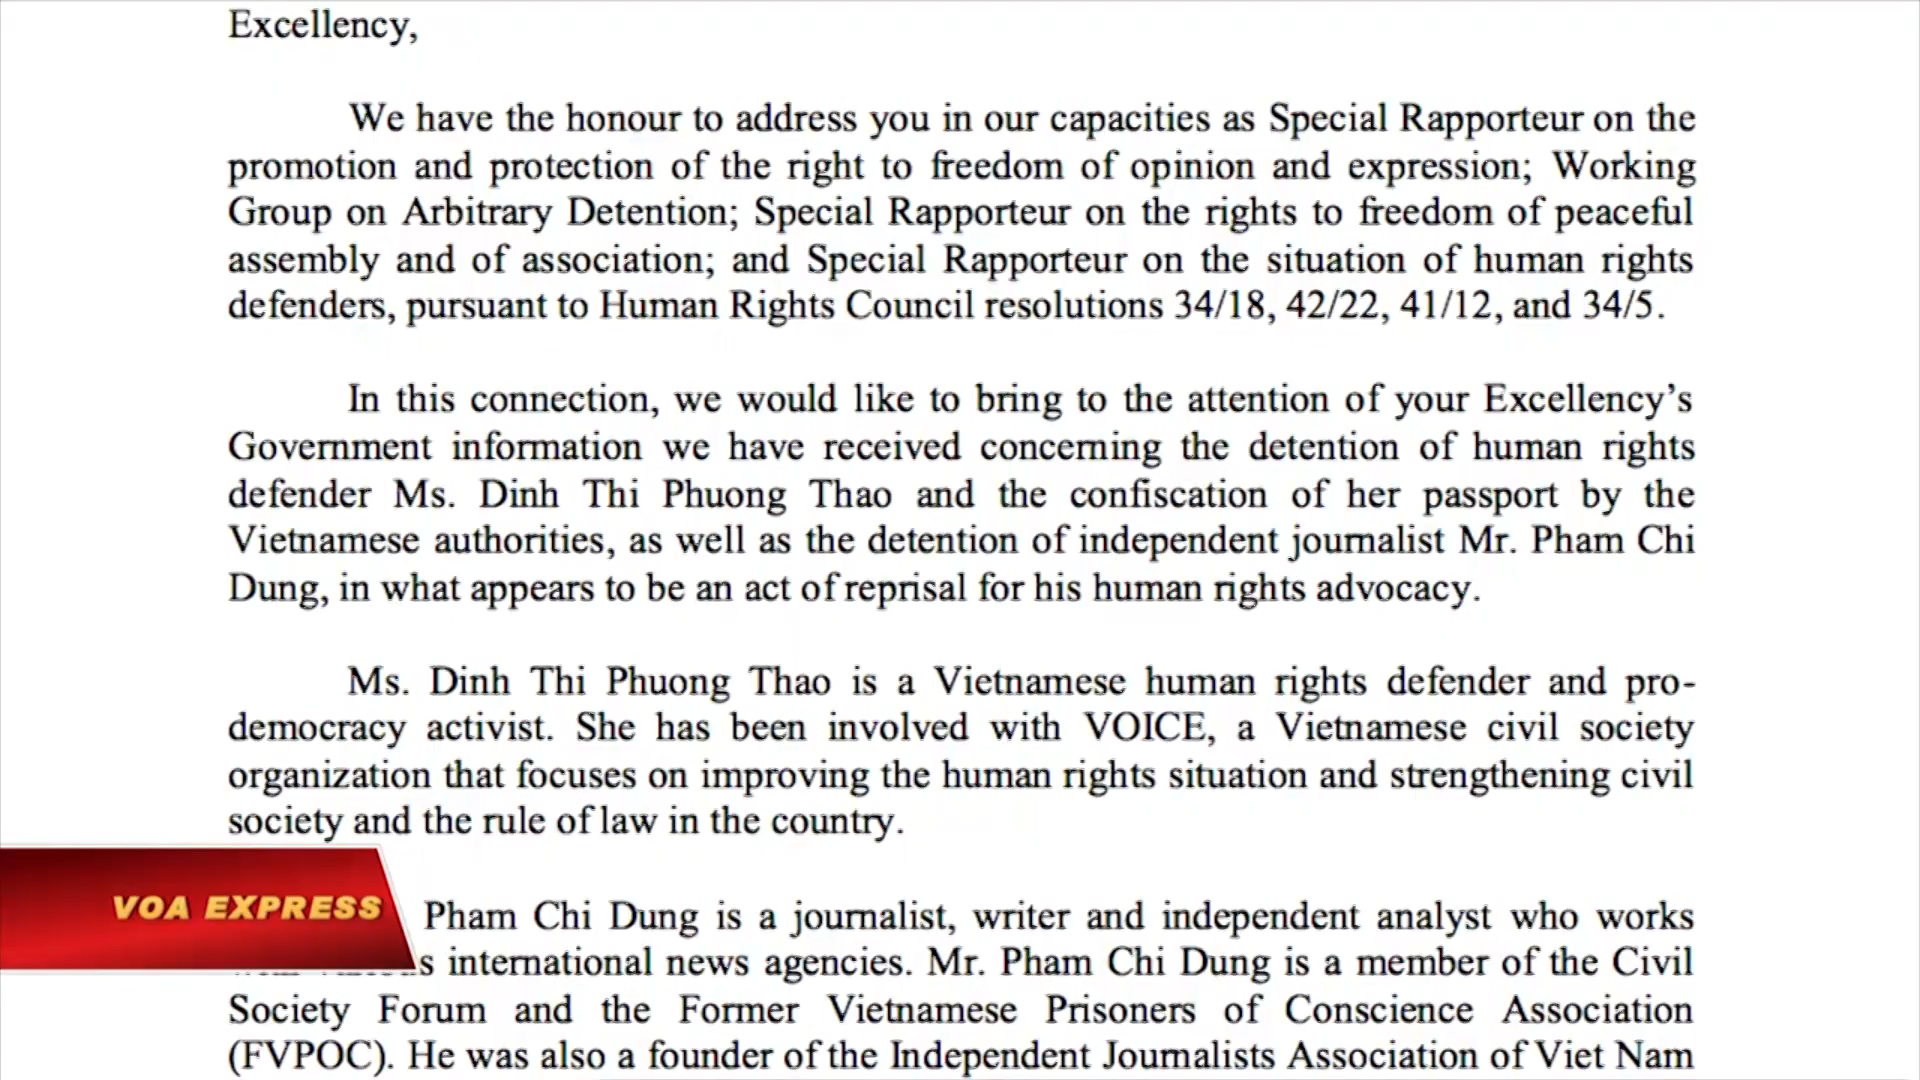 Excellency,
We have the honour to address you in our capacities as Special Rapporteur on the
promotion and protection of the right to freedom of opinion and expression; Working
Group on Arbitrary Detention; Special Rapporteur on the rights to freedom of peaceful
assembly and of association; and Special Rapporteur on the situation of human rights
defenders, pursuant to Human Rights Council resolutions 34/18, 42/22, 41/12, and 34/5.
In this connection, we would like to bring to the attention of your Excellency's
Government information we have received concerning the detention of human rights
defender Ms. Dinh Thi Phuong Thao and the confiscation of her passport by the
Vietnamese authorities, as well as the detention of independent journalist Mr. Pham Chi
Dung, in what appears to be an act of reprisal for his human rights advocacy.
Ms. Dinh Thi Phuong Thao is a Vietnamese human rights defender and pro-
democracy activist. She has been involved with VOICE, a Vietnamese civil society
organization that focuses on improving the human rights situation and strengthening civil
society and the rule of law in the country.
VOA EXPRESS
Pham Chi Dung is a journalist, writer and independent analyst who works
international news agencies. Mr. Pham Chi Dung is a member of the Civil
Society Forum and the Former Vietnamese Prisoners of Conscience Association
(FVPOC). He was also a founder of the Independent Journalists Association of Viet Nam